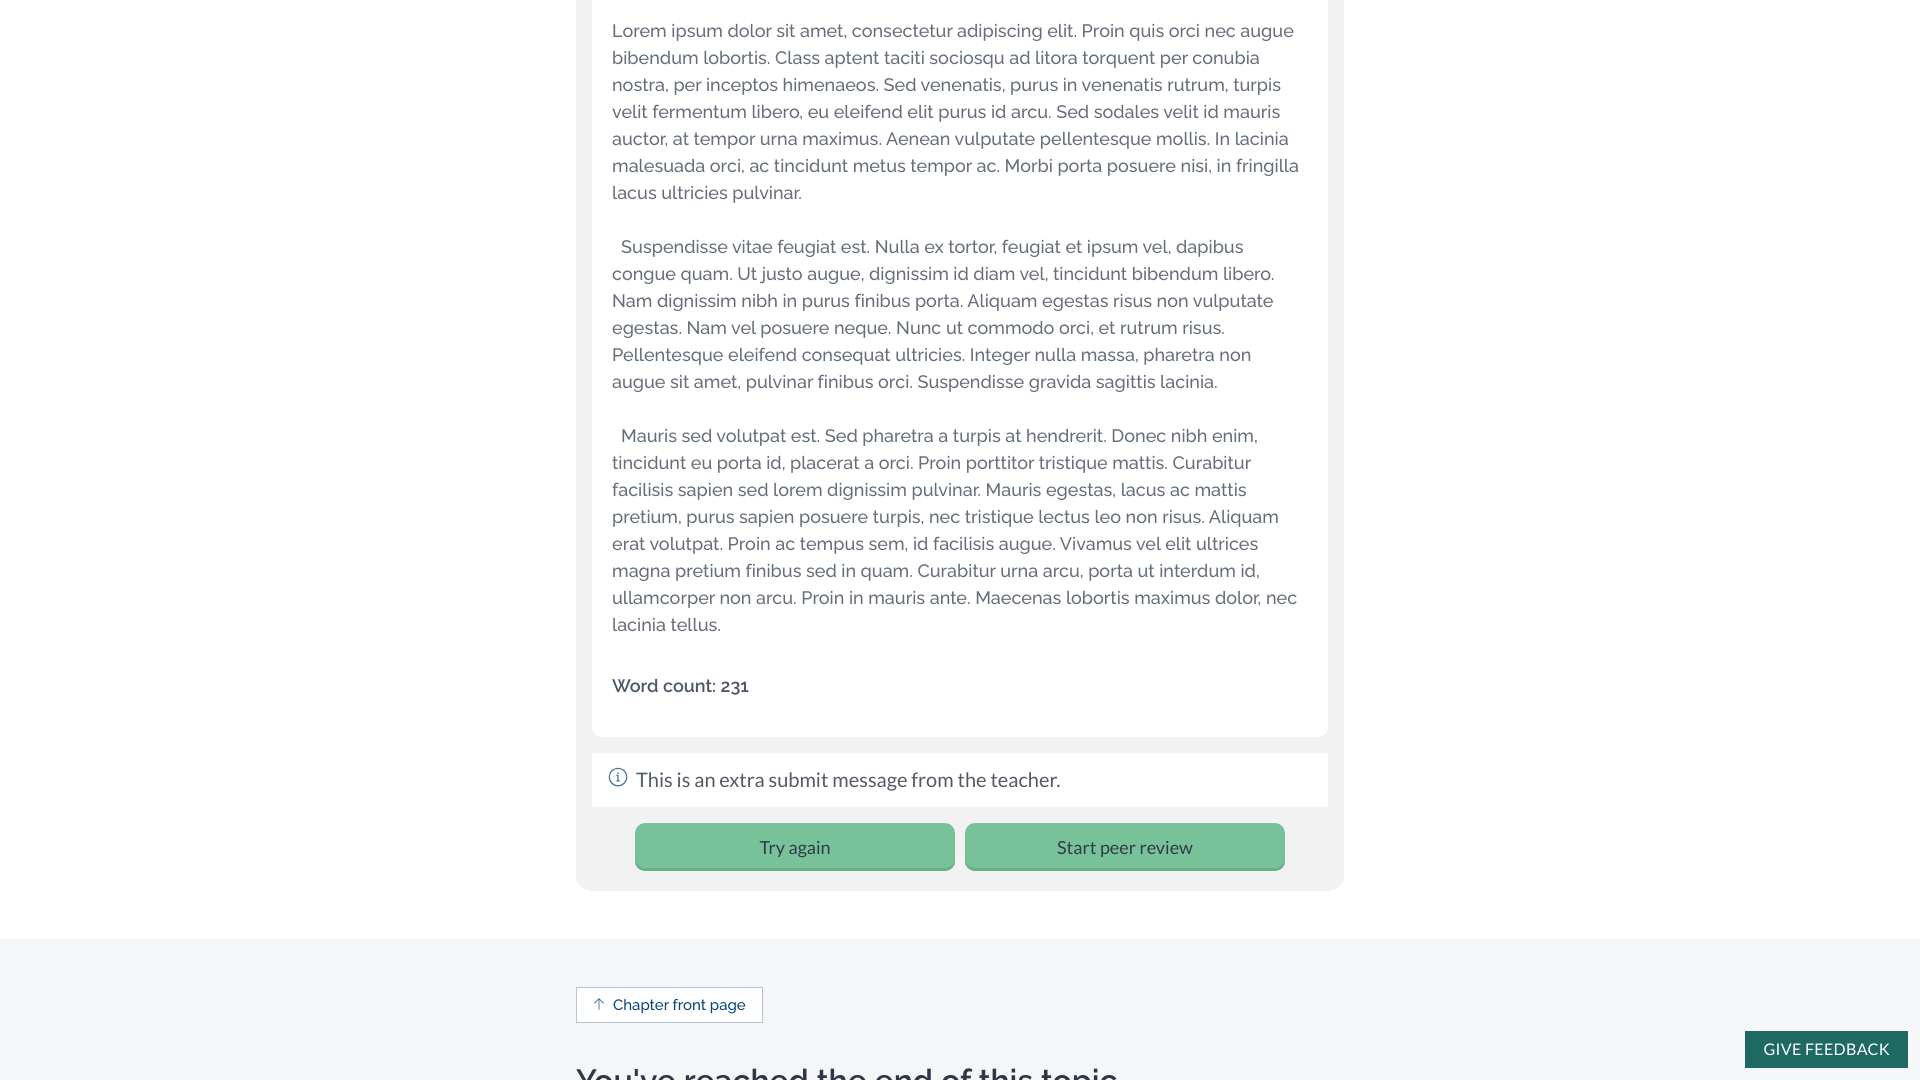 Lorem ipsum dolor sit amet, consectetur adipiscing elit. Proin quis orci nec augue
bibendum lobortis. Class aptent taciti sociosqu ad litora torquent per conubia
nostra, per inceptos himenaeos. Sed venenatis, purus in venenatis rutrum, turpis
velit fermentum libero, eu eleifend elit purus id arcu. Sed sodales velit id mauris
auctor, at tempor urna maximus. Aenean vulputate pellentesque mollis. In lacinia
malesuada orci, ac tincidunt metus tempor ac. Morbi porta posuere nisi, in fringilla
lacus ultricies pulvinar.
Suspendisse vitae feugiat est. Nulla ex tortor, feugiat et ipsum vel, dapibus
congue quam. Ut justo augue, dignissim id diam vel, tincidunt bibendum libero.
Nam dignissim nibh in purus finibus porta. Aliquam egestas risus non vulputate
egestas. Nam vel posuere neque. Nunc ut commodo orci, et rutrum risus.
Pellentesque eleifend consequat ultricies. Integer nulla massa, pharetra non
augue sit amet, pulvinar finibus orci. Suspendisse gravida sagittis lacinia.
Mauris sed volutpat est. Sed pharetra a turpis at hendrerit. Donec nibh enim,
tincidunt eu porta id, placerat a orci. Proin porttitor tristique mattis. Curabitur
facilisis sapien sed lorem dignissim pulvinar. Mauris egestas, lacus ac mattis
pretium, purus sapien posuere turpis, nec tristique lectus leo non risus. Aliquam
erat volutpat. Proin ac tempus sem, id facilisis augue. Vivamus vel elit ultrices
magna pretium finibus sed in quam. Curabitur urna arcu, porta ut interdum id,
ullamcorper non arcu. Proin in mauris ante. Maecenas lobortis maximus dolor, nec
lacinia tellus.
Word count: 231
This is an extra submit message from the teacher.
Try again
Start peer review
Chapter front page
GIVE FEEDBACK
You've reached the end of this topic